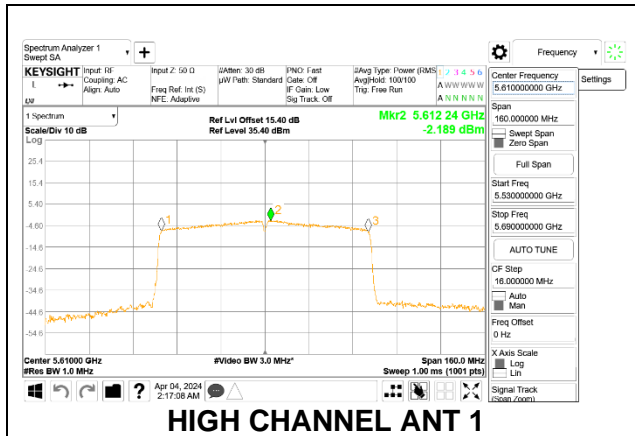 Spectrum Analyzer 1
Swept SA
+
Frequency
KEYSIGHT
Input: RF
Coupling: AC
Align: Auto
Input Z: 50 Ω
Freq Ref: Int (S)
NFE: Adaptive
#Atten: 30 dB
µW Path: Standard
PNO: Fast
Gate: Off
IF Gain: Low
Sig Track: Off
#Avg Type: Power (RMS
Avg|Hold: 100/100
Trig: Free Run
1 2 3 4 5 6
A W W W W W
A N N N N N
L
Center Frequency
5.610000000 GHz
Settings
Span
160.000000 MHz
Swept Span
Zero Span
Full Span
Start Freq
5.530000000 GHz
Stop Freq
5.690000000 GHz
AUTO TUNE
CF Step
16.000000 MHz
Auto
Man
Freq Offset
0 Hz
X Axis Scale
Log
Lin
Signal Track
(Span Zoom)
1 Spectrum
Scale/Div 10 dB
Ref Lvl Offset 15.40 dB
Ref Level 35.40 dBm
Mkr2 5.612 24 GHz
-2.189 dBm
Log
25.4
15.4
5.40
-4.60
-14.6
-24.6
-34.6
-44.6
-54.6
1
2
3
Center 5.61000 GHz
#Res BW 1.0 MHz
#Video BW 3.0 MHz*
Span 160.0 MHz
Sweep 1.00 ms (1001 pts)
?
Apr 04, 2024
2:17:08 AM
HIGH CHANNEL ANT 1